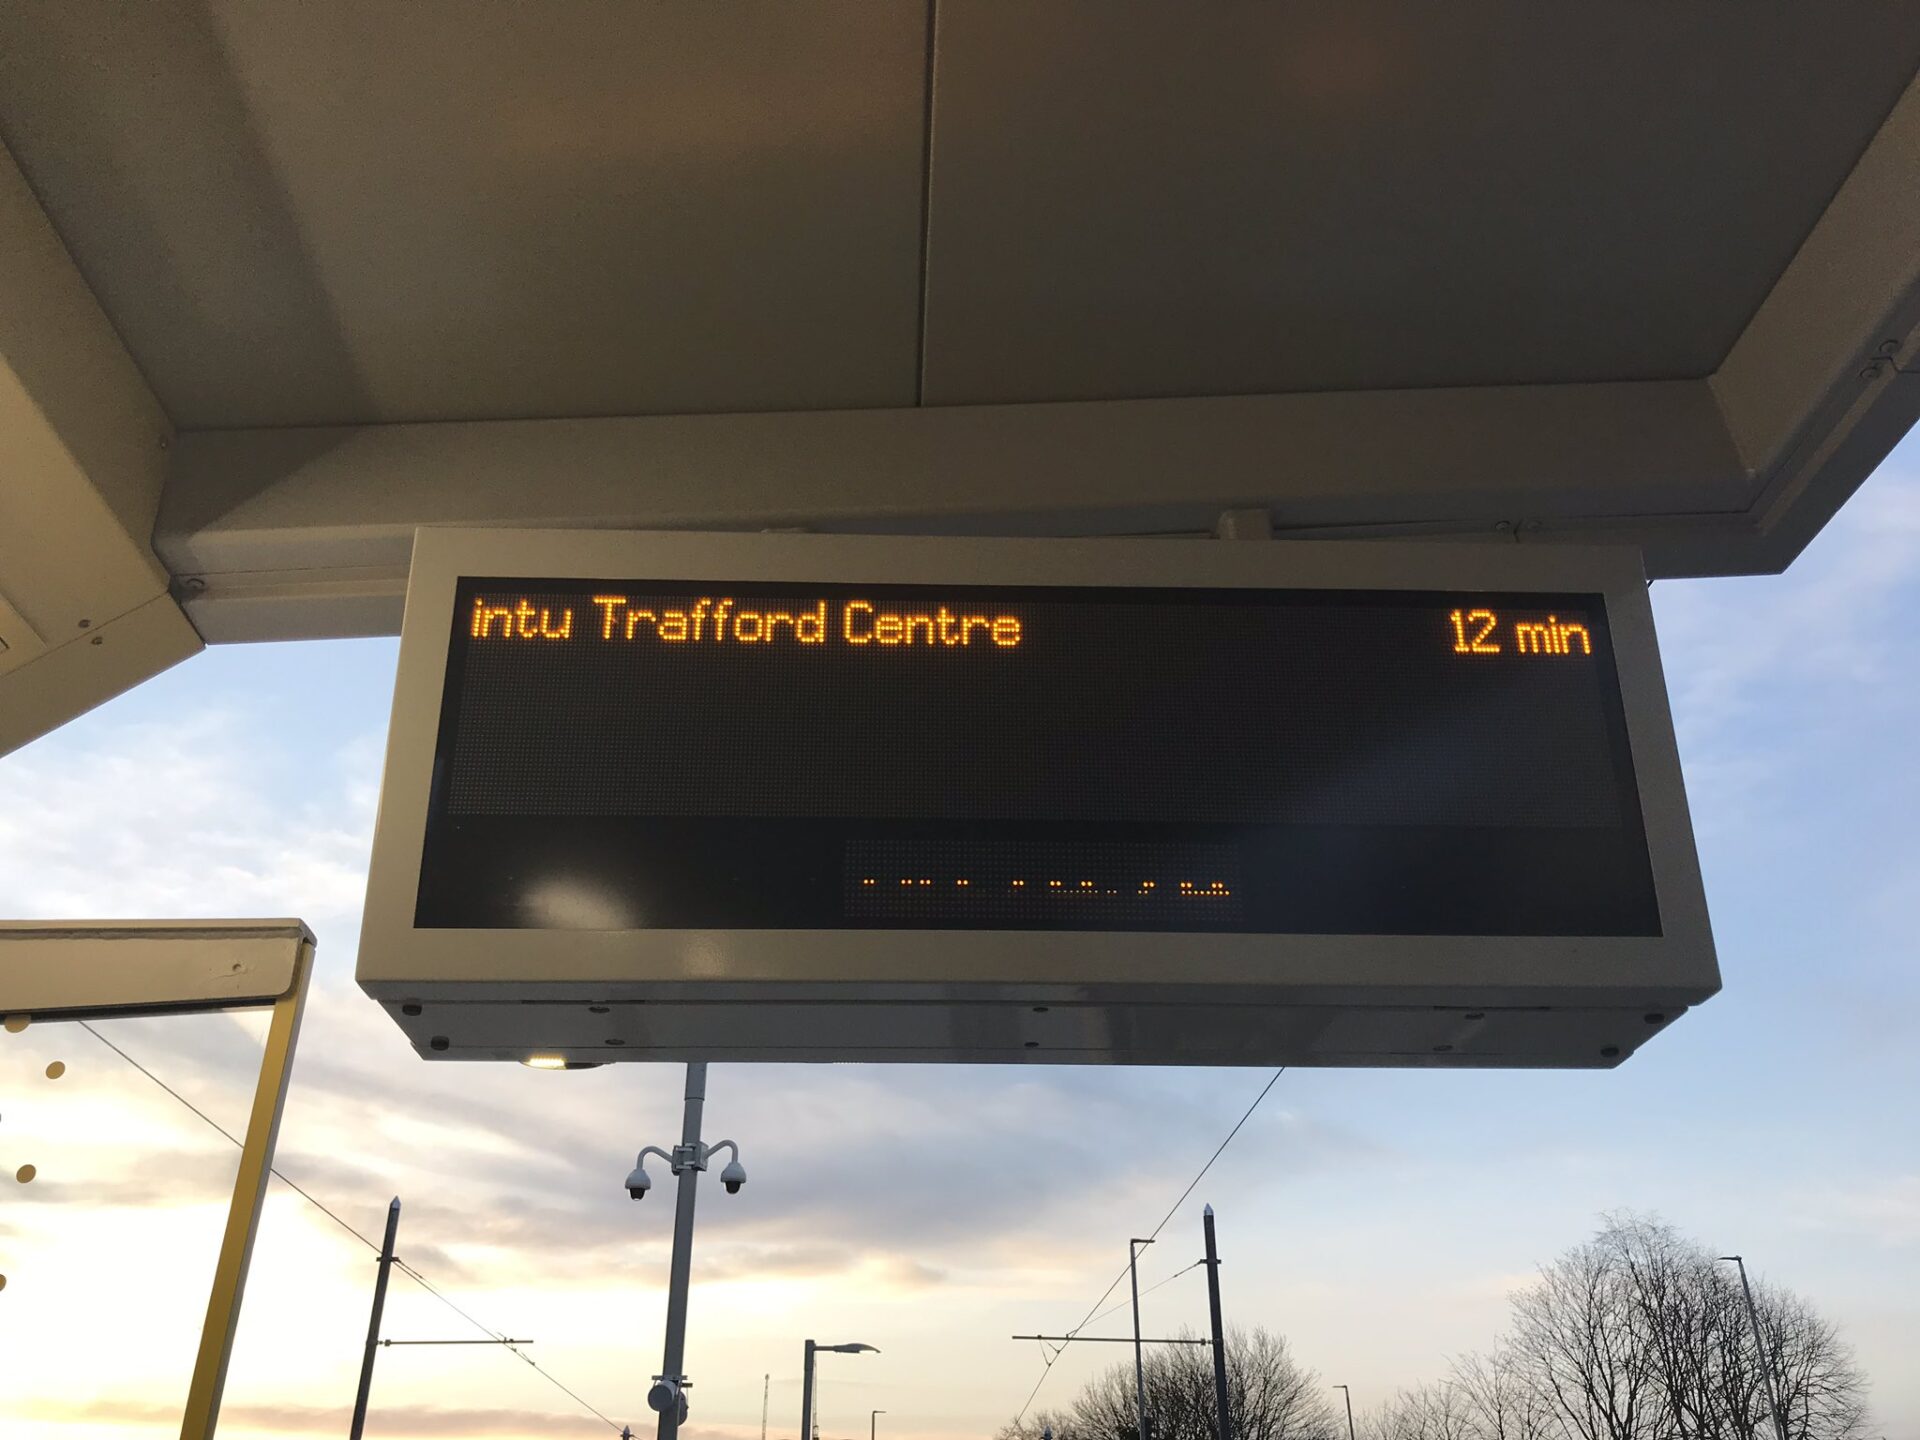 intu Trafford Centre 12 min